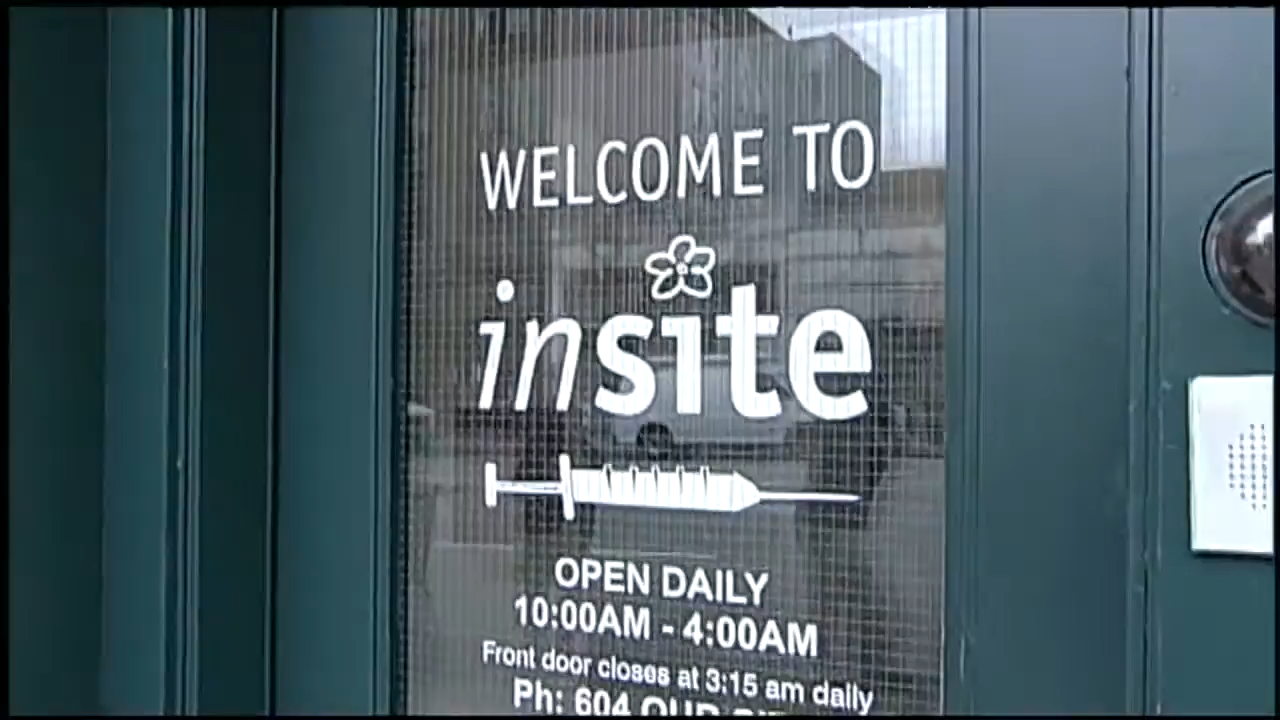 WELCOME TO
insite
OPEN DAILY
10:00AM - 4:00AM
Front door closes at 3:15 am daily
Ph: 604 OUR